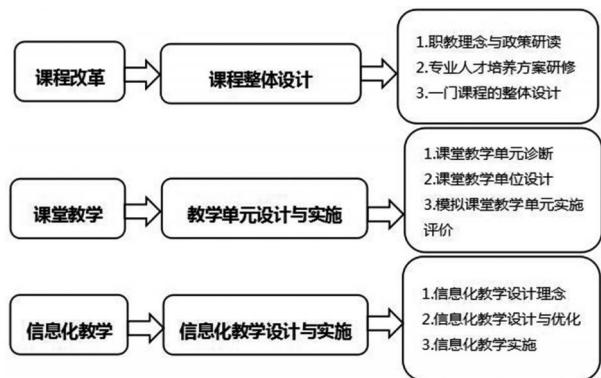 课程改革
课程整体设计
1.职教理念与政策研读
2.专业人才培养方案研修
3.一门课程的整体设计
课堂教学
教学单元设计与实施
1.课堂教学单元诊断
2.课堂教学单位设计
3.模拟课堂教学单元实施
评价
信息化教学
信息化教学设计与实施
1.信息化教学设计理念
2.信息化教学设计与优化
3.信息化教学实施